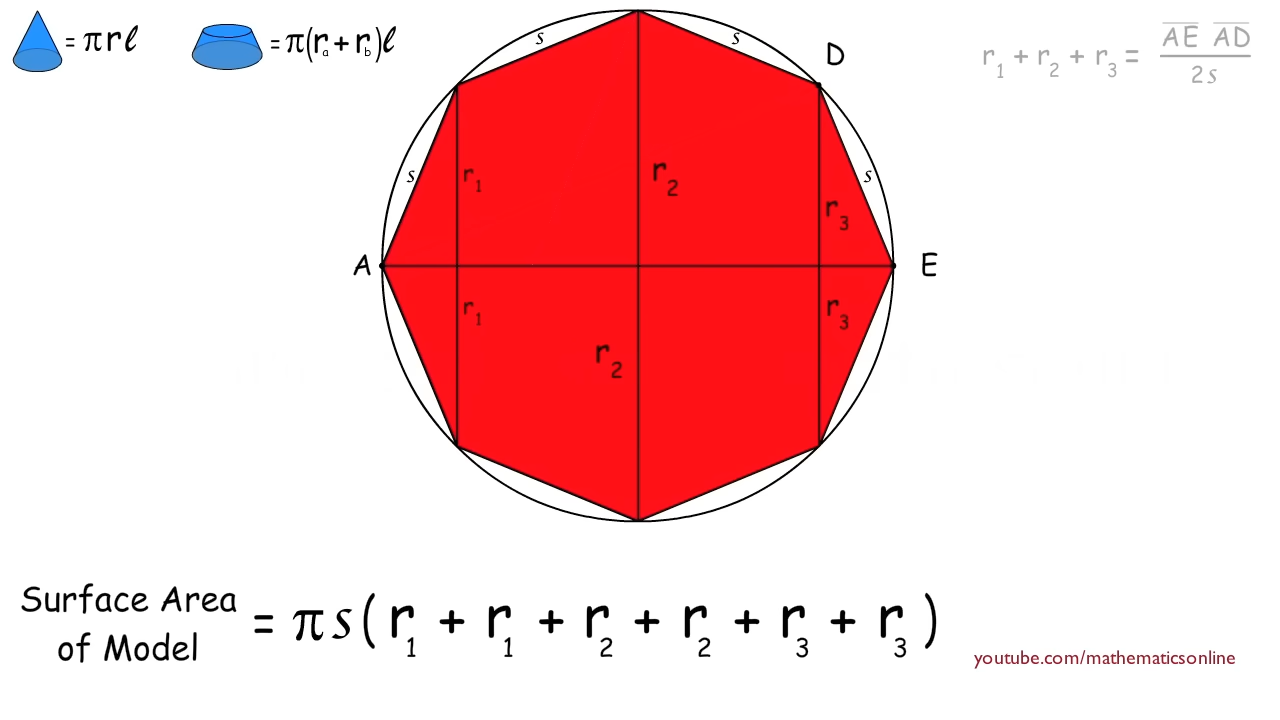 = πrℓ
= π(rₐ + r_b)ℓ
s
s
D
r₁ + r₂ + r₃ = AE AD / 2s
s
r₁
r₂
s
r₃
A
E
r₁
r₂
r₃
Surface Area
of Model
= πs(r₁ + r₁ + r₂ + r₂ + r₃ + r₃)
youtube.com/mathematicsonline